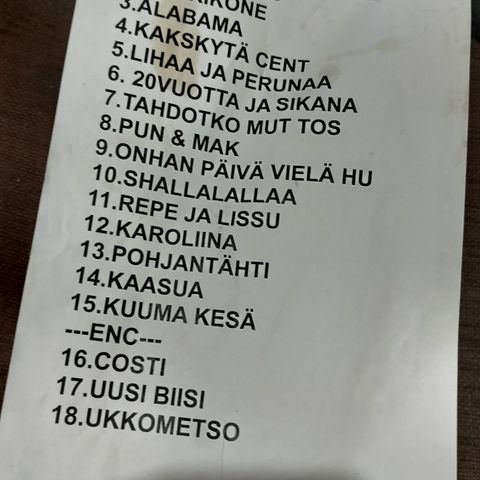 3.ALABAMA
4.KAKSKYTÄ CENT
5.LIHAA JA PERUNAA
6. 20VUOTTA JA SIKANA
7.TAHDOTKO MUT TOS
8.PUN & MAK
9.ONHAN PÄIVÄ VIELÄ HU
10.SHALLALALLAA
11.REPE JA LISSU
12.KAROLIINA
13.POHJANTÄHTI
14.KAASUA
15.KUUMA KESÄ
---ENC---
16.COSTI
17.UUSI BIISI
18.UKKOMETSO